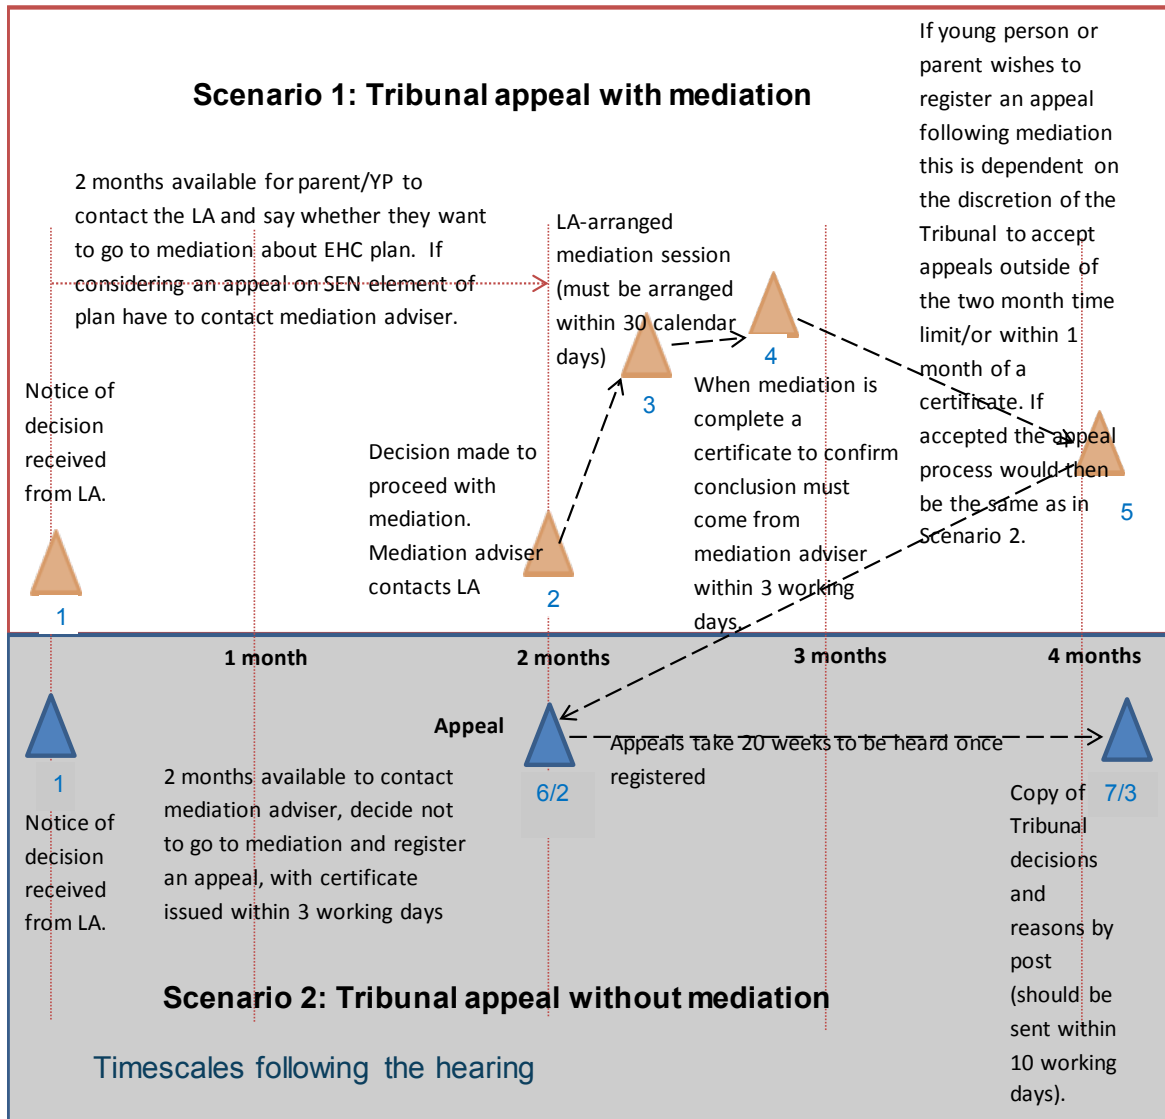 Scenario 1: Tribunal appeal with mediation
2 months available for parent/YP to
contact the LA and say whether they want
to go to mediation about EHC plan. If
considering an appeal on SEN element of
plan have to contact mediation adviser.
Notice of
decision
received
from LA.
1
Decision made to
proceed with
mediation.
Mediation adviser
contacts LA
2
LA-arranged
mediation session
(must be arranged
within 30 calendar
days)
3
4
When mediation is
complete a
certificate to confirm
conclusion must
come from
mediation adviser
within 3 working
days.
If young person or
parent wishes to
register an appeal
following mediation
this is dependent on
the discretion of the
Tribunal to accept
appeals outside of
the two month time
limit/or within 1
month of a
certificate. If
accepted the appeal
process would then
be the same as in
Scenario 2.
5
1 month
2 months
3 months
4 months
1
Notice of
decision
received
from LA.
2 months available to contact
mediation adviser, decide not
to go to mediation and register
an appeal, with certificate
issued within 3 working days
Appeal
6/2
Appeals take 20 weeks to be heard once
registered
7/3
Copy of
Tribunal
decisions
and
reasons by
post
(should be
sent within
10 working
days).
Scenario 2: Tribunal appeal without mediation
Timescales following the hearing